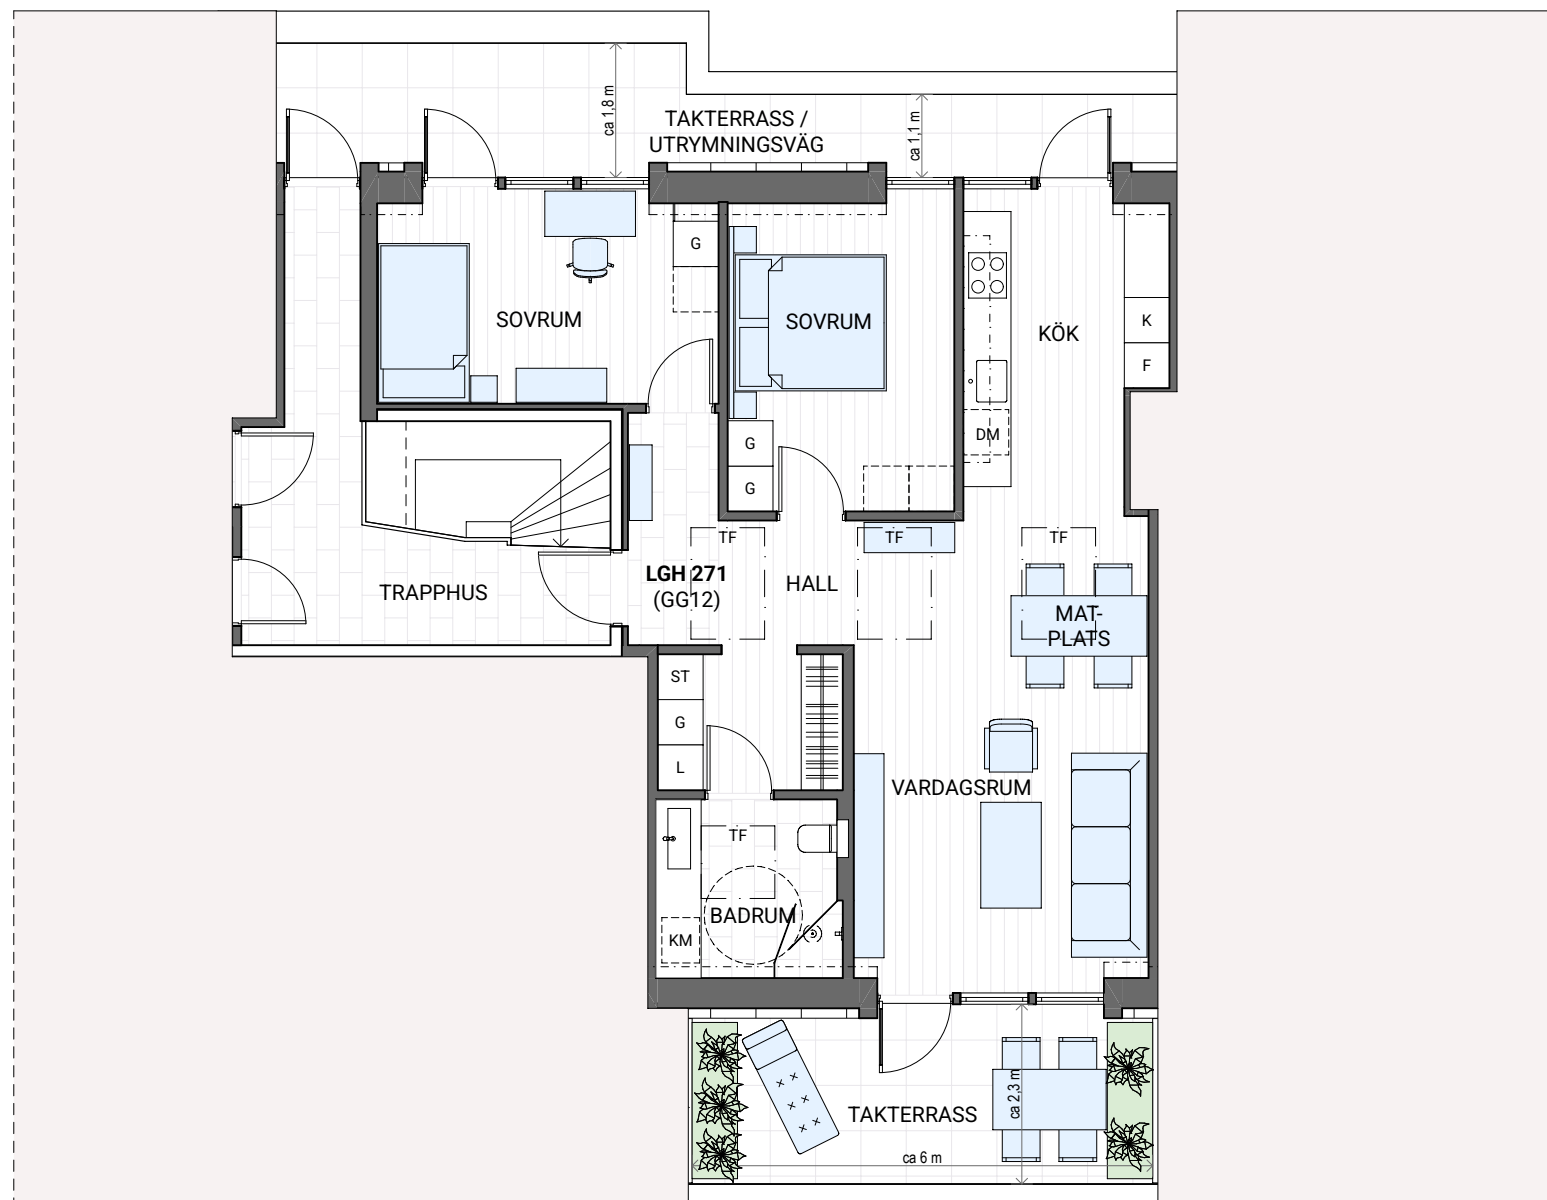 ca 1,8 m
TAKTERRASS /
UTRYMNINGSVÄG
ca 1,1 m
G
SOVRUM
SOVRUM
KÖK
K
F
G
G
DM
TF
TF
TF
LGH 271
(GG12)
HALL
TRAPPHUS
MAT-
PLATS
ST
G
L
VARDAGSRUM
TF
BADRUM
KM
TAKTERRASS
ca 2,3 m
ca 6 m